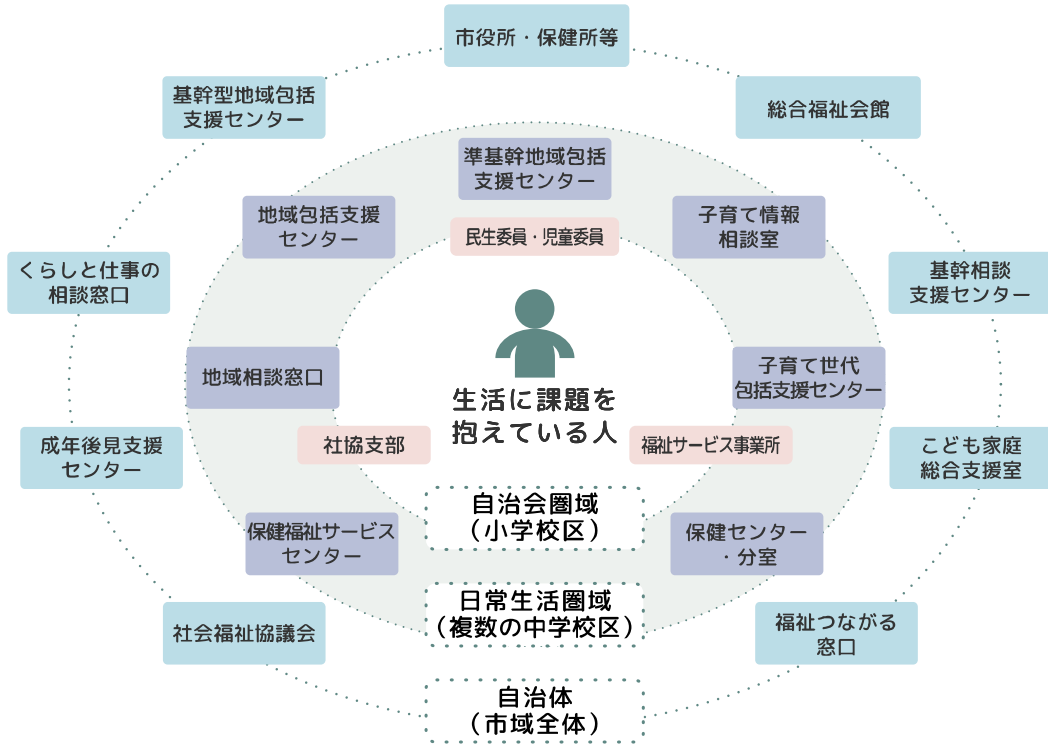 市役所・保健所等
基幹型地域包括
支援センター
総合福祉会館
準基幹地域包括
支援センター
地域包括支援
センター
子育て情報
相談室
民生委員・児童委員
くらしと仕事の
相談窓口
基幹相談
支援センター
地域相談窓口
子育て世代
包括支援センター
生活に課題を
抱えている人
社協支部
福祉サービス事業所
成年後見支援
センター
こども家庭
総合支援室
自治会圏域
（小学校区）
保健福祉サービス
センター
保健センター
・分室
日常生活圏域
（複数の中学校区）
社会福祉協議会
福祉つながる
窓口
自治体
（市域全体）